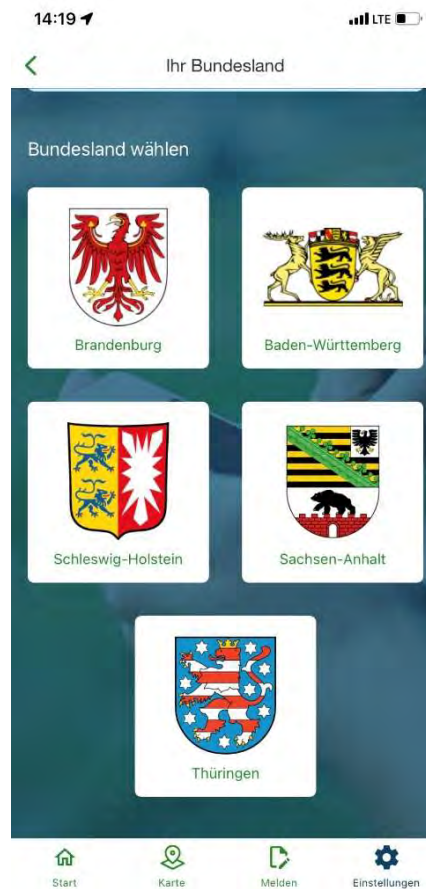 14:19
LTE
Ihr Bundesland
Bundesland wählen
Brandenburg
Baden-Württemberg
Schleswig-Holstein
Sachsen-Anhalt
Thüringen
Start
Karte
Melden
Einstellungen